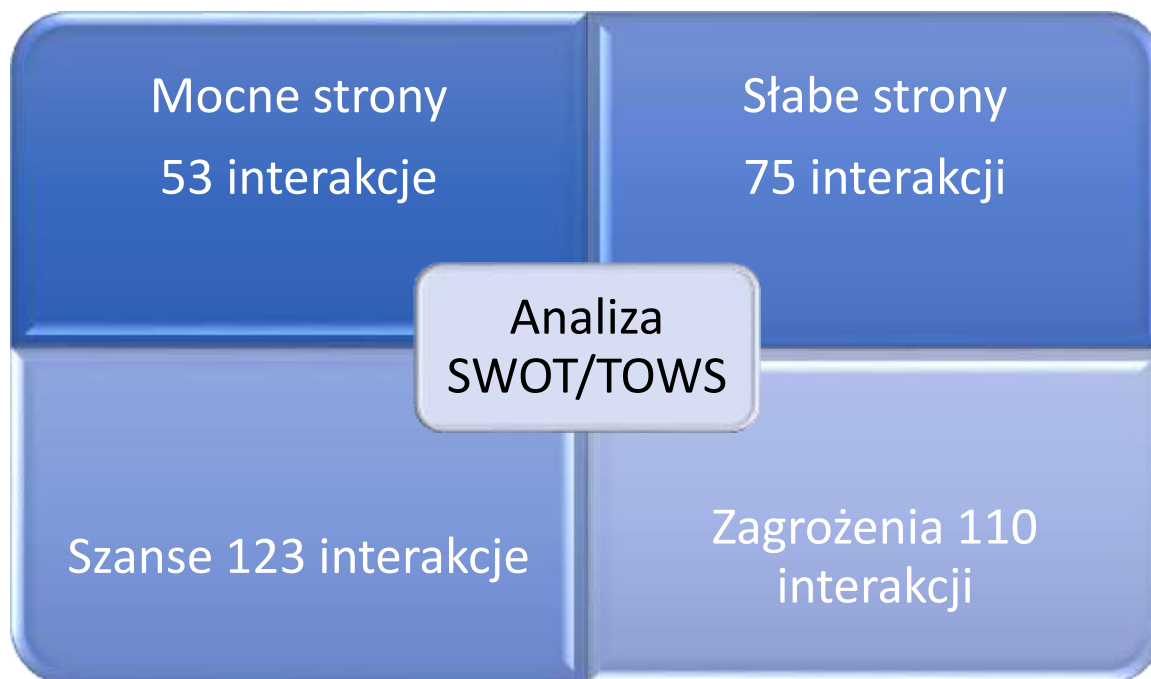 Mocne strony
53 interakcje
Słabe strony
75 interakcji
Analiza
SWOT/TOWS
Szanse 123 interakcje
Zagrożenia 110
interakcji